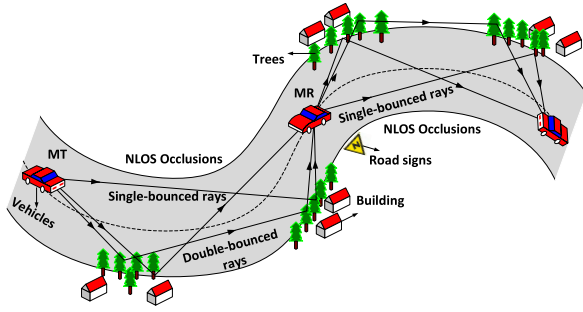 Trees
MR
Single-bounced rays
NLOS Occlusions
NLOS Occlusions
MT
Road signs
Single-bounced rays
Vehicles
Building
Double-bounced
rays